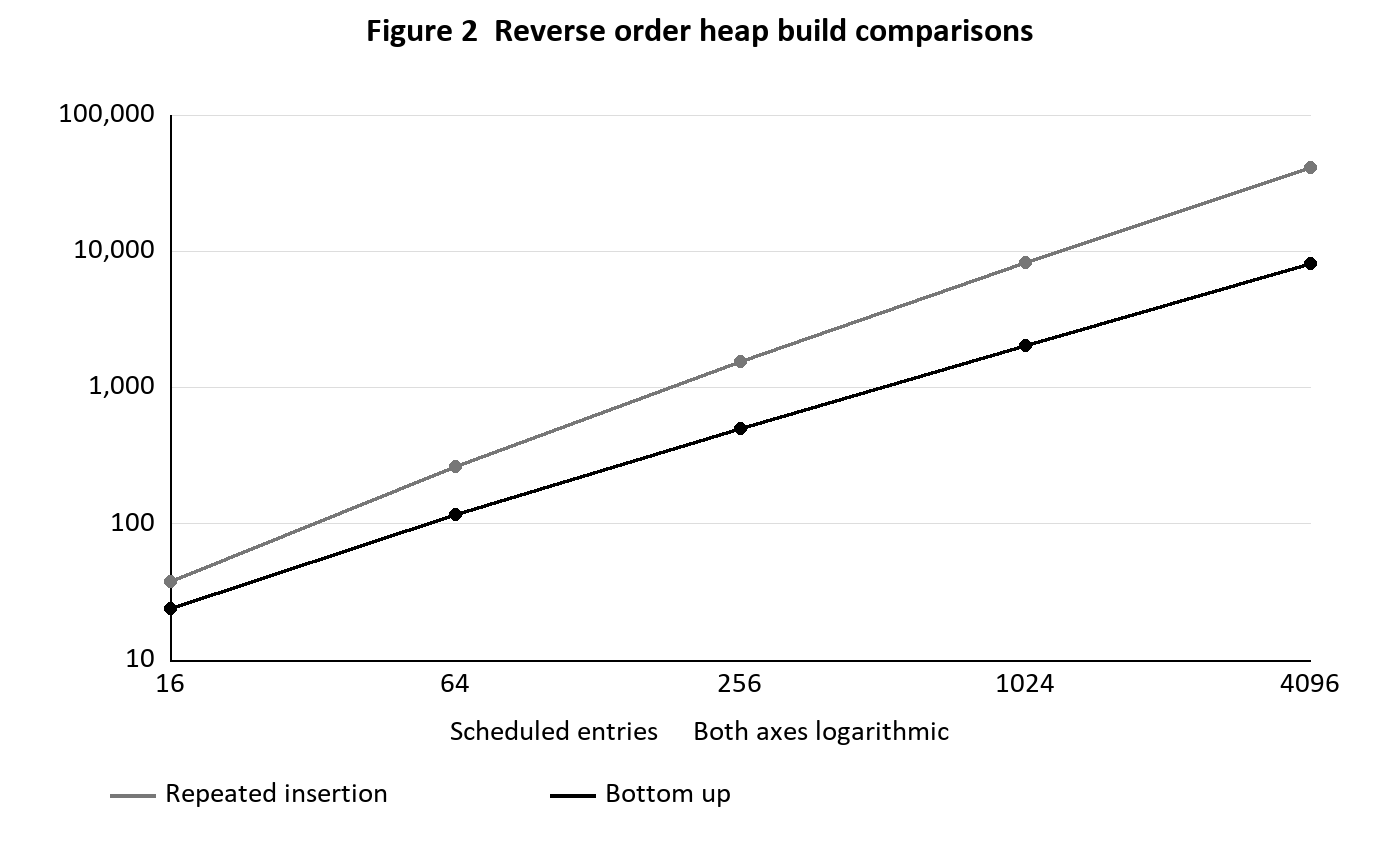 Figure 2  Reverse order heap build comparisons
100,000
10,000
1,000
100
10
16 64 256 1024 4096
Scheduled entries Both axes logarithmic
Repeated insertion Bottom up